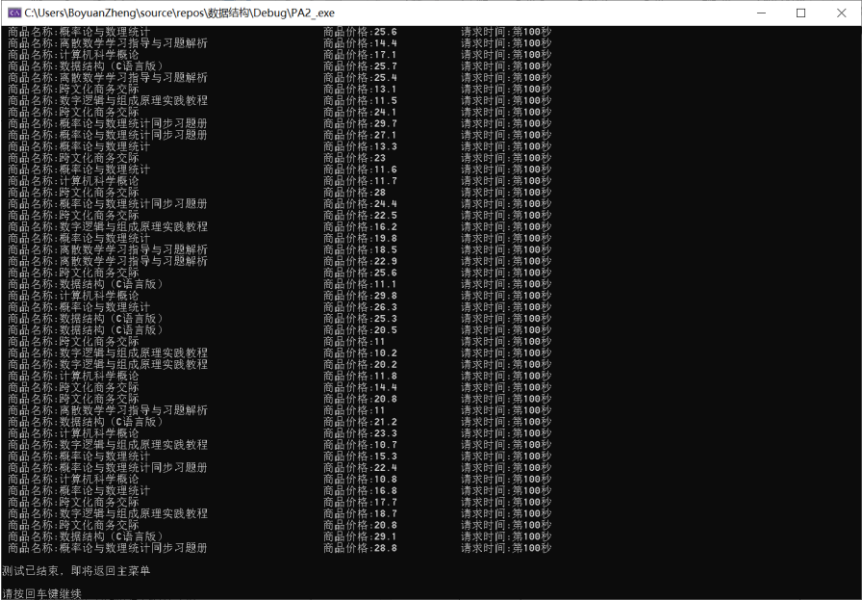 C:\Users\BoyuanZheng\source\repos\数据结构\Debug\PA2_.exe
商品名称:概率论与数理统计 商品价格:25.6 请求时间:第100秒
商品名称:离散数学学习指导与习题解析 商品价格:14.4 请求时间:第100秒
商品名称:计算机科学概论 商品价格:17.1 请求时间:第100秒
商品名称:数据结构（C语言版） 商品价格:25.7 请求时间:第100秒
商品名称:离散数学学习指导与习题解析 商品价格:25.4 请求时间:第100秒
商品名称:跨文化商务交际 商品价格:13.1 请求时间:第100秒
商品名称:数字逻辑与组成原理实践教程 商品价格:11.5 请求时间:第100秒
商品名称:跨文化商务交际 商品价格:24.1 请求时间:第100秒
商品名称:概率论与数理统计同步习题册 商品价格:29.7 请求时间:第100秒
商品名称:概率论与数理统计同步习题册 商品价格:27.1 请求时间:第100秒
商品名称:概率论与数理统计 商品价格:13.3 请求时间:第100秒
商品名称:跨文化商务交际 商品价格:23 请求时间:第100秒
商品名称:概率论与数理统计 商品价格:11.6 请求时间:第100秒
商品名称:计算机科学概论 商品价格:11.7 请求时间:第100秒
商品名称:跨文化商务交际 商品价格:28 请求时间:第100秒
商品名称:概率论与数理统计同步习题册 商品价格:24.4 请求时间:第100秒
商品名称:跨文化商务交际 商品价格:22.5 请求时间:第100秒
商品名称:数字逻辑与组成原理实践教程 商品价格:16.2 请求时间:第100秒
商品名称:概率论与数理统计 商品价格:19.8 请求时间:第100秒
商品名称:离散数学学习指导与习题解析 商品价格:18.5 请求时间:第100秒
商品名称:离散数学学习指导与习题解析 商品价格:22.9 请求时间:第100秒
商品名称:跨文化商务交际 商品价格:25.6 请求时间:第100秒
商品名称:数据结构（C语言版） 商品价格:11.1 请求时间:第100秒
商品名称:计算机科学概论 商品价格:29.8 请求时间:第100秒
商品名称:概率论与数理统计 商品价格:26.3 请求时间:第100秒
商品名称:数据结构（C语言版） 商品价格:25.3 请求时间:第100秒
商品名称:数据结构（C语言版） 商品价格:20.5 请求时间:第100秒
商品名称:跨文化商务交际 商品价格:11 请求时间:第100秒
商品名称:数字逻辑与组成原理实践教程 商品价格:10.2 请求时间:第100秒
商品名称:数字逻辑与组成原理实践教程 商品价格:20.2 请求时间:第100秒
商品名称:计算机科学概论 商品价格:11.8 请求时间:第100秒
商品名称:跨文化商务交际 商品价格:14.4 请求时间:第100秒
商品名称:跨文化商务交际 商品价格:20.8 请求时间:第100秒
商品名称:离散数学学习指导与习题解析 商品价格:11 请求时间:第100秒
商品名称:数据结构（C语言版） 商品价格:21.2 请求时间:第100秒
商品名称:计算机科学概论 商品价格:23.3 请求时间:第100秒
商品名称:数字逻辑与组成原理实践教程 商品价格:10.7 请求时间:第100秒
商品名称:概率论与数理统计 商品价格:15.3 请求时间:第100秒
商品名称:概率论与数理统计同步习题册 商品价格:22.4 请求时间:第100秒
商品名称:计算机科学概论 商品价格:10.8 请求时间:第100秒
商品名称:概率论与数理统计 商品价格:16.8 请求时间:第100秒
商品名称:跨文化商务交际 商品价格:17.7 请求时间:第100秒
商品名称:数字逻辑与组成原理实践教程 商品价格:18.7 请求时间:第100秒
商品名称:跨文化商务交际 商品价格:20.8 请求时间:第100秒
商品名称:数据结构（C语言版） 商品价格:29.1 请求时间:第100秒
商品名称:概率论与数理统计同步习题册 商品价格:28.8 请求时间:第100秒
测试已结束，即将返回主菜单
请按回车键继续